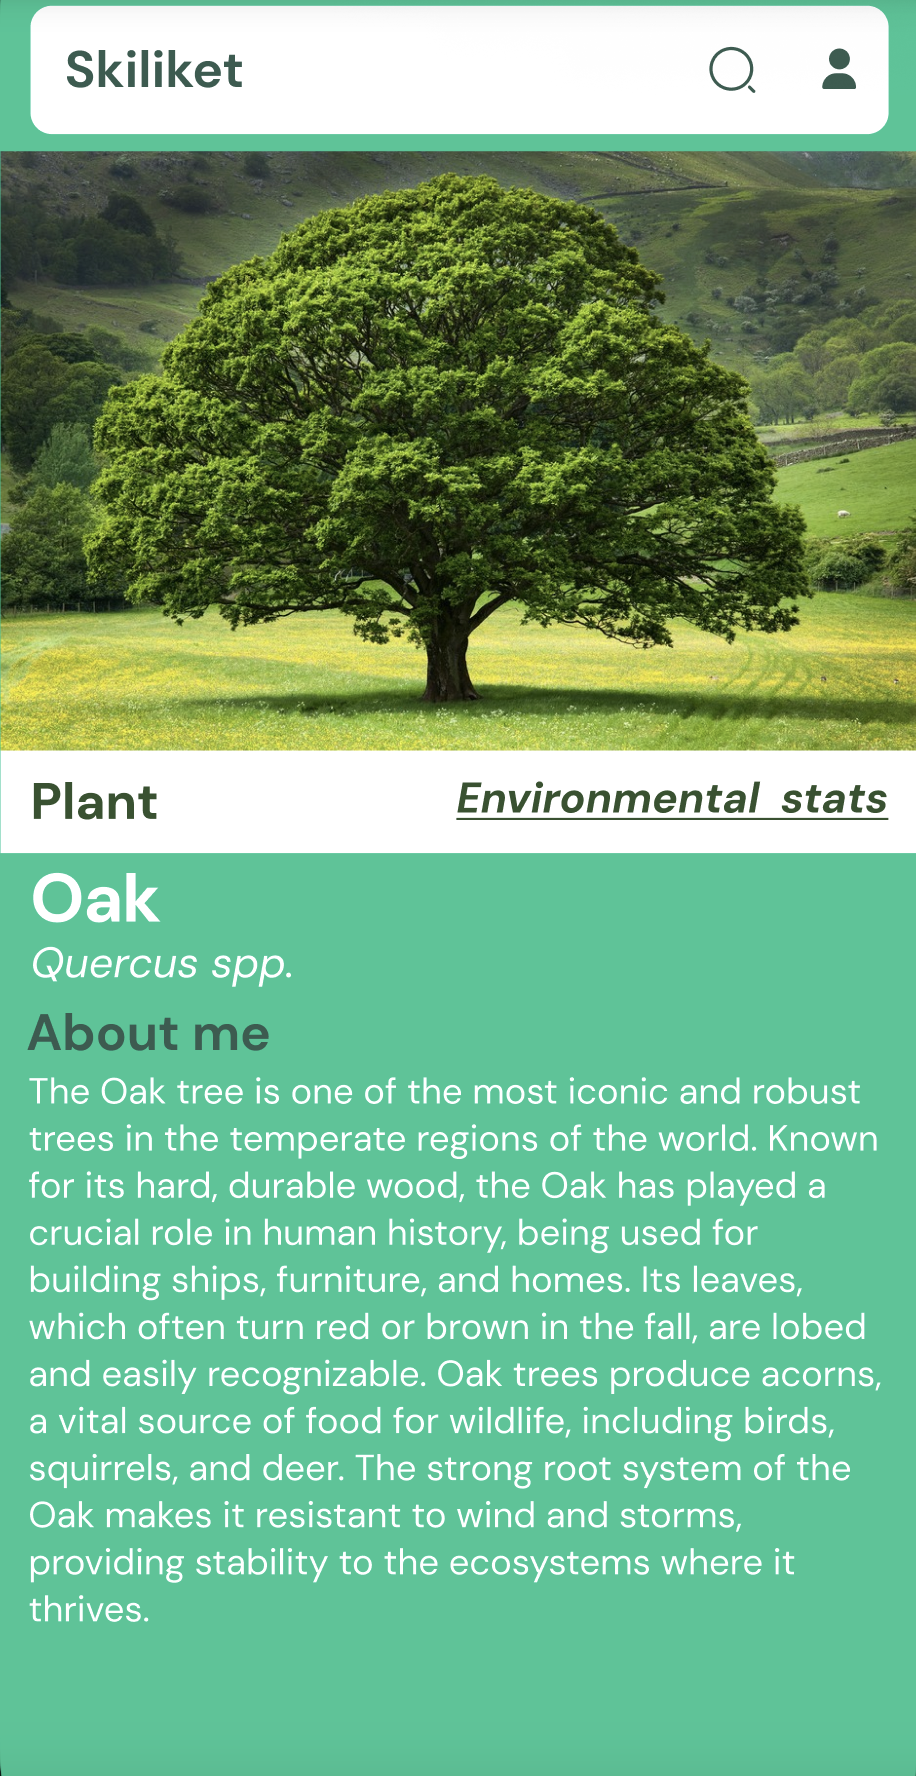 Skiliket
Plant
Environmental stats
Oak
Quercus spp.
About me
The Oak tree is one of the most iconic and robust
trees in the temperate regions of the world. Known
for its hard, durable wood, the Oak has played a
crucial role in human history, being used for
building ships, furniture, and homes. Its leaves,
which often turn red or brown in the fall, are lobed
and easily recognizable. Oak trees produce acorns,
a vital source of food for wildlife, including birds,
squirrels, and deer. The strong root system of the
Oak makes it resistant to wind and storms,
providing stability to the ecosystems where it
thrives.